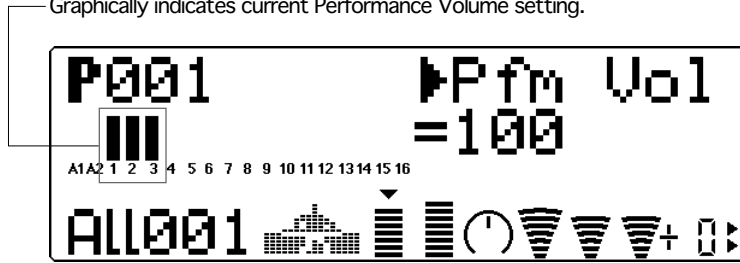 Graphically indicates current Performance Volume setting.
P001 Pfm Vol
=100
A1 A2 1 2 3 4 5 6 7 8 9 10 11 12 13 14 15 16
All001 + 0